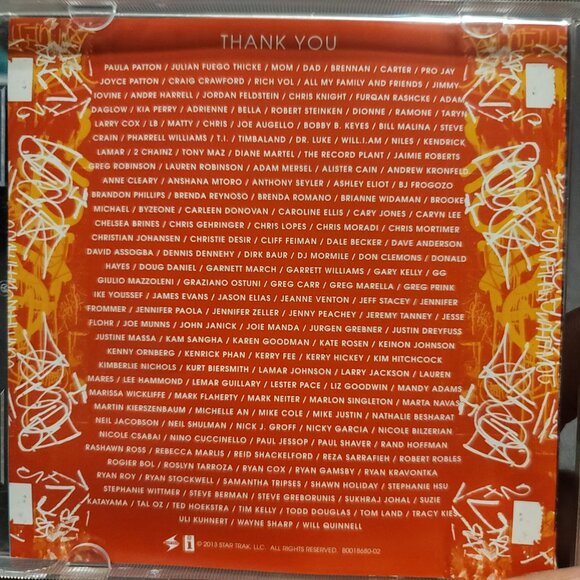 THANK YOU
PAULA PATTON / JULIAN FUEGO THICKE / MOM / DAD / BRENNAN / CARTER / PRO JAY
JOYCE PATTON / CRAIG CRAWFORD / RICH VOL / ALL MY FAMILY AND FRIENDS / JIMMY
IOVINE / ANDRE HARRELL / JORDAN FELDSTEIN / CHRIS KNIGHT / FURQAN RASHCKE / ADAM
DAGLOW / KIA PERRY / ADRIENNE / BELLA / ROBERT STEINKEN / DIONNE / RAMONE / TARYN
LARRY COX / LB / MATTY / CHRIS / JOE AUGELLO / BOBBY B. KEYES / BILL MALINA / STEVE
CRAIN / PHARRELL WILLIAMS / T.I. / TIMBALAND / DR. LUKE / WILL.I.AM / NILES / KENDRICK
LAMAR / 2 CHAINZ / TONY MAZ / DIANE MARTEL / THE RECORD PLANT / JAIMIE ROBERTS
GREG ROBINSON / LAUREN ROBINSON / ADAM MERSEL / ALISTER CAIN / ANDREW KRONFELD
ANNE CLEARY / ANSHANA MTORO / ANTHONY SEYLER / ASHLEY ELIOT / BJ FROGOZO
BRANDON PHILLIPS / BRENDA REYNOSO / BRENDA ROMANO / BRIANNE WIDAMAN / BROOKE
MICHAEL / BYZEONE / CARLEEN DONOVAN / CAROLINE ELLIS / CARY JONES / CARYN LEE
CHELSEA BRINES / CHRIS GEHRINGER / CHRIS LOPES / CHRIS MORADI / CHRIS MORTIMER
CHRISTIAN JOHANSEN / CHRISTIE DESIR / CLIFF FEIMAN / DALE BECKER / DAVE ANDERSON
DAVID ASSOGBA / DENNIS DENNEHY / DIRK BAUR / DJ MORMILE / DON CLEMONS / DONALD
HAYES / DOUG DANIEL / GARNETT MARCH / GARRETT WILLIAMS / GARY KELLY / GG
GIULIO MAZZOLENI / GRAZIANO OSTUNI / GREG CARR / GREG MARELLA / GREG PRINK
IKE YOUSSEF / JAMES EVANS / JASON ELIAS / JEANNE VENTON / JEFF STACEY / JENNIFER
FROMMER / JENNIFER PAOLA / JENNIFER ZELLER / JENNY PEACHEY / JEREMY TANNEY / JESSE
FLOHR / JOE MUNNS / JOHN JANICK / JOIE MANDA / JURGEN GREBNER / JUSTIN DREYFUSS
JUSTINE MASSA / KAM SANGHA / KAREN GOODMAN / KATE ROSEN / KEINON JOHNSON
KENNY ORNBERG / KENRICK PHAN / KERRY FEE / KERRY HICKEY / KIM HITCHCOCK
KIMBERLIE NICHOLS / KURT BIERSMITH / LAMAR JOHNSON / LARRY JACKSON / LAUREN
MARES / LEE HAMMOND / LEMAR GUILLARY / LESTER PACE / LIZ GOODWIN / MANDY ADAMS
MARISSA WICKLIFFE / MARK FLAHERTY / MARK NEITER / MARLON SINGLETON / MARTA NAVAS
MARTIN KIERSZENBAUM / MICHELLE AN / MIKE COLE / MIKE JUSTIN / NATHALIE BESHARAT
NEIL JACOBSON / NEIL SHULMAN / NICK J. GROFF / NICKY GARCIA / NICOLE BILZERIAN
NICOLE CSABAI / NINO CUCCINELLO / PAUL JESSOP / PAUL SHAVER / RAND HOFFMAN
RASHAWN ROSS / REBECCA MARLIS / REID SHACKELFORD / REZA SARRAFIEH / ROBERT ROBLES
ROGIER BOL / ROSLYN TARROZA / RYAN COX / RYAN GAMSBY / RYAN KRAVONTKA
RYAN ROY / RYAN STOCKWELL / SAMANTHA TRIPSES / SHAWN HOLIDAY / STEPHANIE HSU
STEPHANIE WITTMER / STEVE BERMAN / STEVE GREBORUNIS / SUKHRAJ JOHAL / SUZIE
KATAYAMA / TAL OZ / TED HOEKSTRA / TIM KELLY / TODD DOUGLAS / TOM LAND / TRACY KIES
ULI KUHNERT / WAYNE SHARP / WILL QUINNELL
© 2013 STAR TRAK, LLC. ALL RIGHTS RESERVED. B0018680-02